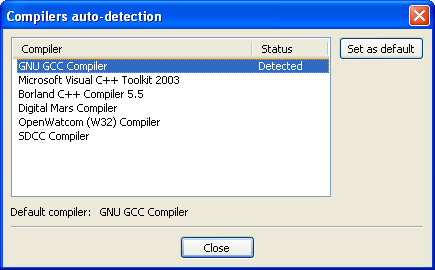 Compilers auto-detection
Compiler Status
Set as default
GNU GCC Compiler Detected
Microsoft Visual C++ Toolkit 2003
Borland C++ Compiler 5.5
Digital Mars Compiler
OpenWatcom (W32) Compiler
SDCC Compiler
Default compiler: GNU GCC Compiler
Close